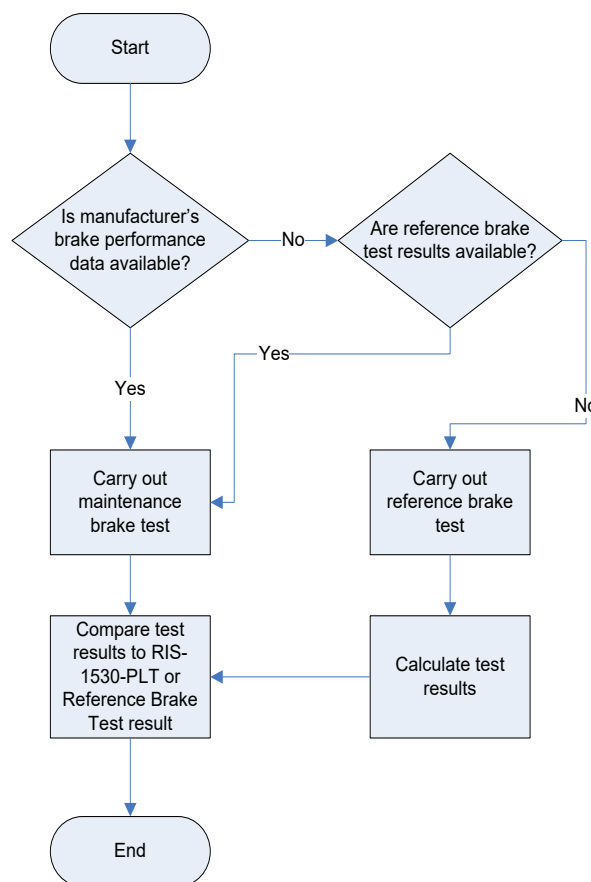 Start
Is manufacturer's
brake performance
data available?
No
Are reference brake
test results available?
Yes
Yes
No
Carry out
maintenance
brake test
Carry out
reference brake
test
Compare test
results to RIS-
1530-PLT or
Reference Brake
Test result
Calculate test
results
End